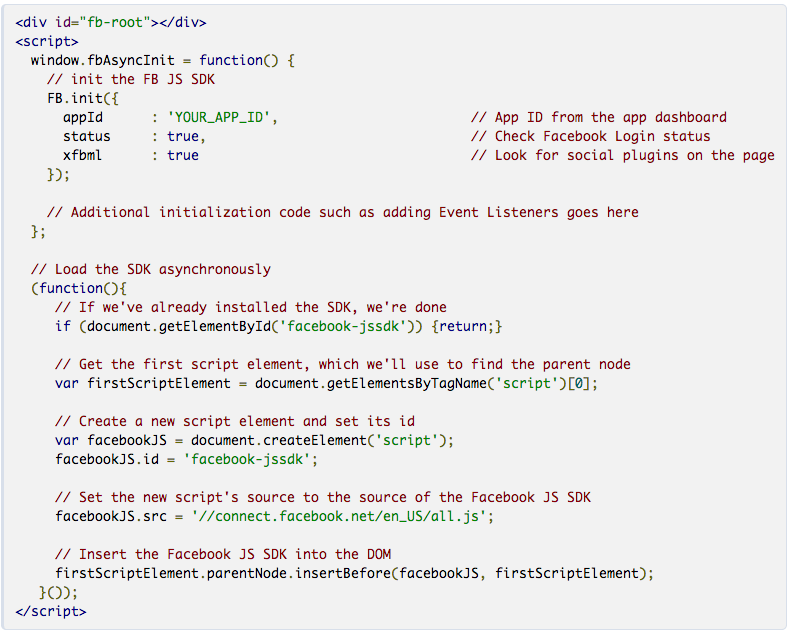 <div id="fb-root"></div>
<script>
  window.fbAsyncInit = function() {
    // init the FB JS SDK
    FB.init({
      appId      : 'YOUR_APP_ID',                        // App ID from the app dashboard
      status     : true,                                 // Check Facebook Login status
      xfbml      : true                                  // Look for social plugins on the page
    });

    // Additional initialization code such as adding Event Listeners goes here
  };

  // Load the SDK asynchronously
  (function(){
     // If we've already installed the SDK, we're done
     if (document.getElementById('facebook-jssdk')) {return;}

     // Get the first script element, which we'll use to find the parent node
     var firstScriptElement = document.getElementsByTagName('script')[0];

     // Create a new script element and set its id
     var facebookJS = document.createElement('script');
     facebookJS.id = 'facebook-jssdk';

     // Set the new script's source to the source of the Facebook JS SDK
     facebookJS.src = '//connect.facebook.net/en_US/all.js';

     // Insert the Facebook JS SDK into the DOM
     firstScriptElement.parentNode.insertBefore(facebookJS, firstScriptElement);
   }());
</script>